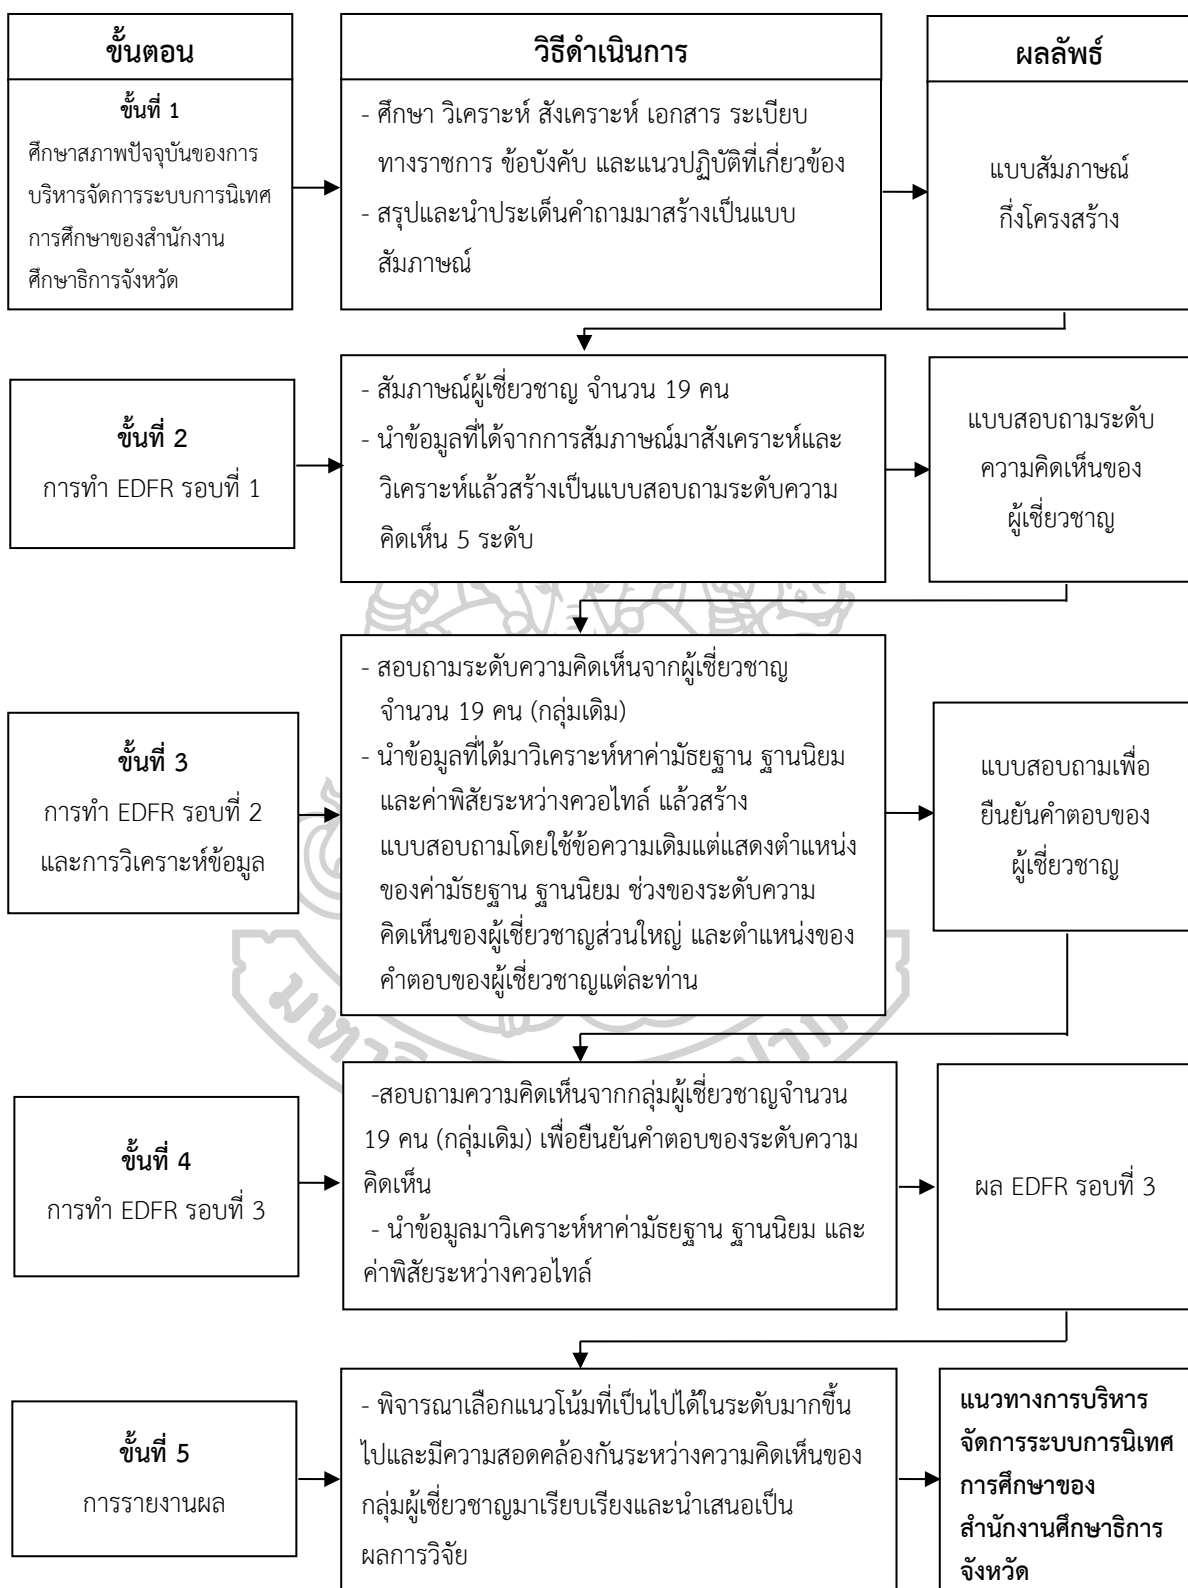 ขั้นตอน
วิธีดำเนินการ
ผลลัพธ์
ขั้นที่ 1
ศึกษาสภาพปัจจุบันของการ
บริหารจัดการระบบการนิเทศ
การศึกษาของสำนักงาน
ศึกษาธิการจังหวัด
- ศึกษา วิเคราะห์ สังเคราะห์ เอกสาร ระเบียบ
ทางราชการ ข้อบังคับ และแนวปฏิบัติที่เกี่ยวข้อง
- สรุปและนำประเด็นคำถามมาสร้างเป็นแบบ
สัมภาษณ์
แบบสัมภาษณ์
กึ่งโครงสร้าง
ขั้นที่ 2
การทำ EDFR รอบที่ 1
- สัมภาษณ์ผู้เชี่ยวชาญ จำนวน 19 คน
- นำข้อมูลที่ได้จากการสัมภาษณ์มาสังเคราะห์และ
วิเคราะห์แล้วสร้างเป็นแบบสอบถามระดับความ
คิดเห็น 5 ระดับ
แบบสอบถามระดับ
ความคิดเห็นของ
ผู้เชี่ยวชาญ
ขั้นที่ 3
การทำ EDFR รอบที่ 2
และการวิเคราะห์ข้อมูล
- สอบถามระดับความคิดเห็นจากผู้เชี่ยวชาญ
จำนวน 19 คน (กลุ่มเดิม)
- นำข้อมูลที่ได้มาวิเคราะห์หาค่ามัธยฐาน ฐานนิยม
และค่าพิสัยระหว่างควอไทล์ แล้วสร้าง
แบบสอบถามโดยใช้ข้อความเดิมแต่แสดงตำแหน่ง
ของค่ามัธยฐาน ฐานนิยม ช่วงของระดับความ
คิดเห็นของผู้เชี่ยวชาญส่วนใหญ่ และตำแหน่งของ
คำตอบของผู้เชี่ยวชาญแต่ละท่าน
แบบสอบถามเพื่อ
ยืนยันคำตอบของ
ผู้เชี่ยวชาญ
ขั้นที่ 4
การทำ EDFR รอบที่ 3
-สอบถามความคิดเห็นจากกลุ่มผู้เชี่ยวชาญจำนวน
19 คน (กลุ่มเดิม) เพื่อยืนยันคำตอบของระดับความ
คิดเห็น
- นำข้อมูลมาวิเคราะห์หาค่ามัธยฐาน ฐานนิยม และ
ค่าพิสัยระหว่างควอไทล์
ผล EDFR รอบที่ 3
ขั้นที่ 5
การรายงานผล
- พิจารณาเลือกแนวโน้มที่เป็นไปได้ในระดับมากขึ้น
ไปและมีความสอดคล้องกันระหว่างความคิดเห็นของ
กลุ่มผู้เชี่ยวชาญมาเรียบเรียงและนำเสนอเป็น
ผลการวิจัย
แนวทางการบริหาร
จัดการระบบการนิเทศ
การศึกษาของ
สำนักงานศึกษาธิการ
จังหวัด